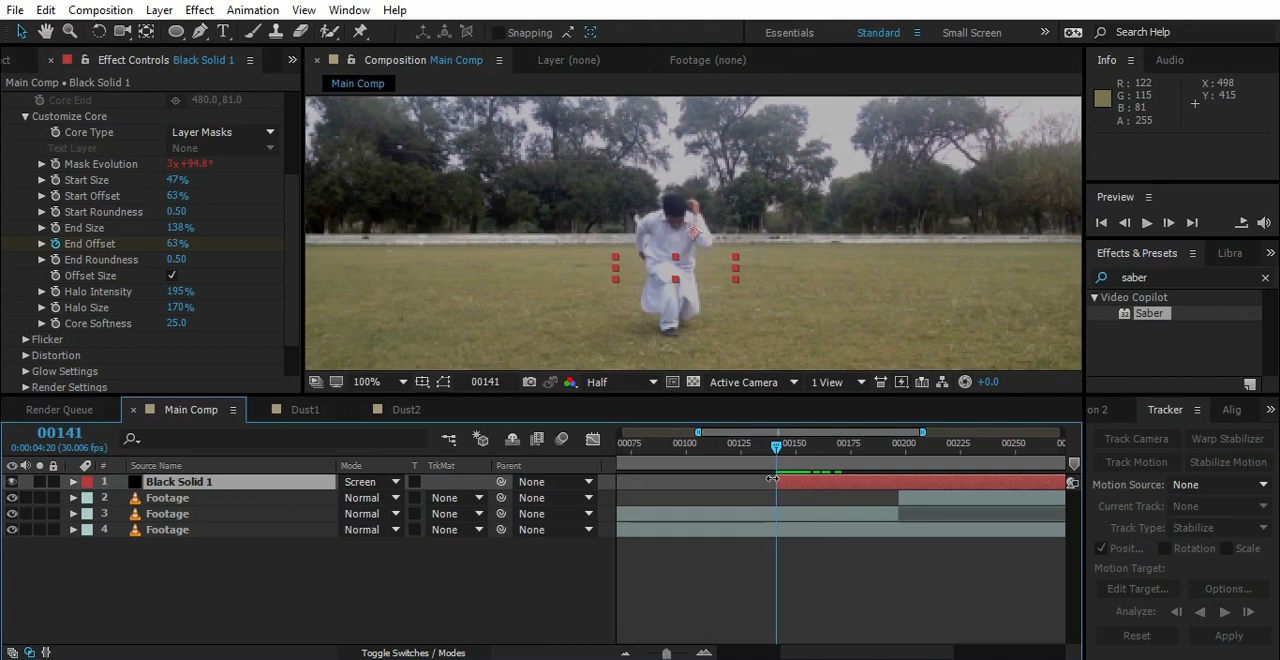 File Edit Composition Layer Effect Animation View Window Help
Snapping Essentials Standard Small Screen Search Help
Effect Controls Black Solid 1
Main Comp • Black Solid 1
Core End 480.0,81.0
Customize Core
Core Type Layer Masks
Text Layer None
Mask Evolution 3x+94.8°
Start Size 47%
Start Offset 63%
Start Roundness 0.50
End Size 138%
End Offset 63%
End Roundness 0.50
Offset Size
Halo Intensity 195%
Halo Size 170%
Core Softness 25.0
Flicker
Distortion
Glow Settings
Render Settings
Composition Main Comp Layer (none) Footage (none)
Main Comp
100% 00141 Half Active Camera 1 View +0.0
Info Audio
R : 122 X : 498
G : 115 Y : 415
B : 81
A : 255
Preview
Effects & Presets Libra
saber
Video Copilot
32 Saber
Render Queue Main Comp Dust1 Dust2
00141
0:00:04:20 (30.006 fps)
00075 00100 00125 00150 00175 00200 00225 00250 00
# Source Name Mode T TrkMat Parent
1 Black Solid 1 Screen None
2 Footage Normal None None
3 Footage Normal None None
4 Footage Normal None None
Toggle Switches / Modes
on 2 Tracker Alig
Track Camera Warp Stabilizer
Track Motion Stabilize Motion
Motion Source: None
Current Track: None
Track Type: Stabilize
Posit... Rotation Scale
Motion Target:
Edit Target... Options...
Analyze:
Reset Apply